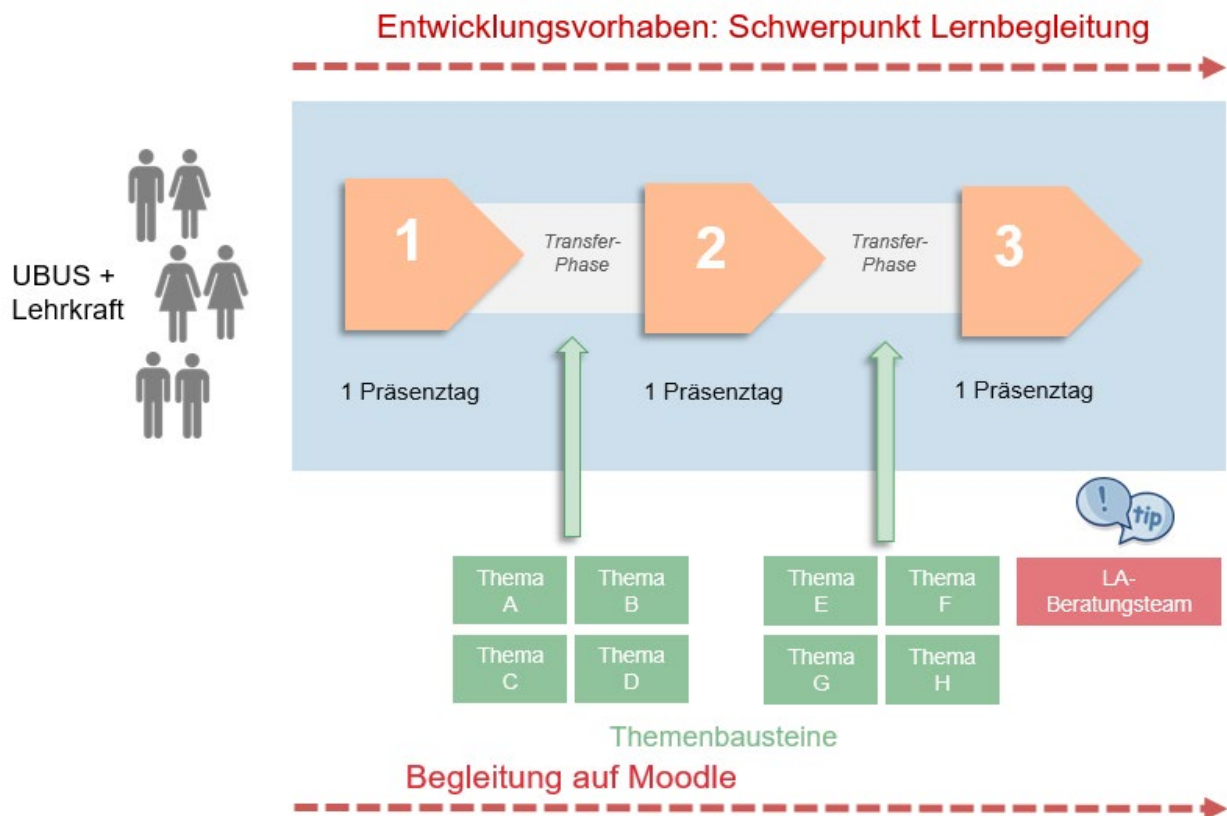 Entwicklungsvorhaben: Schwerpunkt Lernbegleitung
UBUS +
Lehrkraft
1
Transfer-
Phase
2
Transfer-
Phase
3
1 Präsenztag
1 Präsenztag
1 Präsenztag
!
tip
Thema
A
Thema
B
Thema
C
Thema
D
Thema
E
Thema
F
Thema
G
Thema
H
LA-
Beratungsteam
Themenbausteine
Begleitung auf Moodle